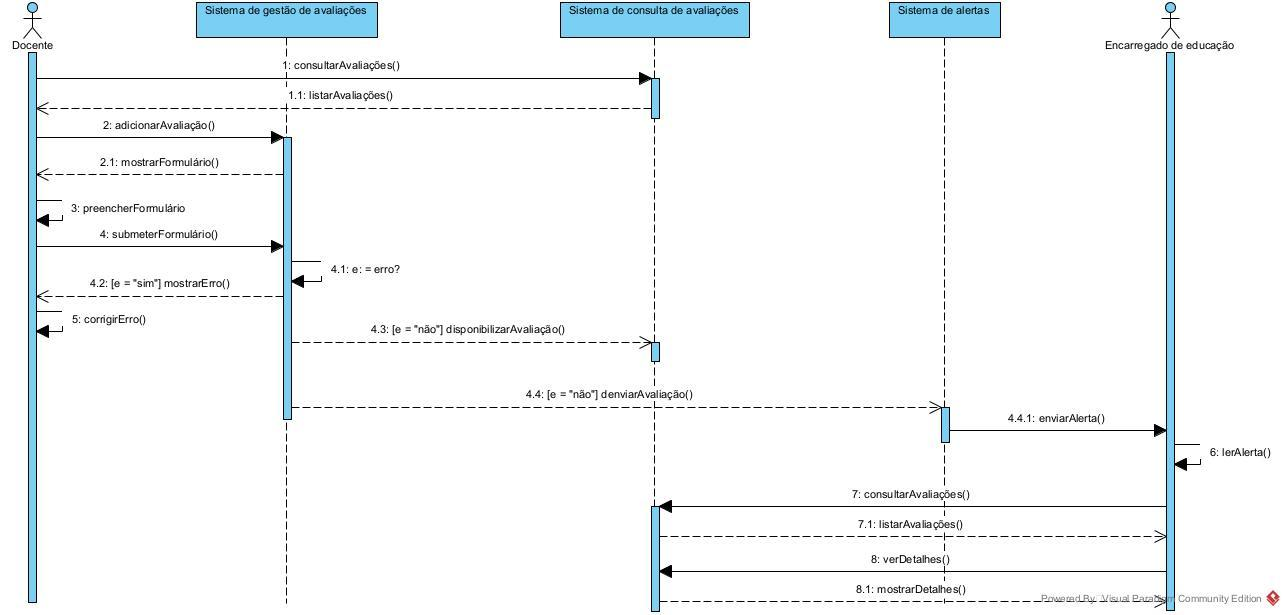 Sistema de gestão de avaliações
Sistema de consulta de avaliações
Sistema de alertas
Docente
Encarregado de educação
1: consultarAvaliações()
1.1: listarAvaliações()
2: adicionarAvaliação()
2.1: mostrarFormulário()
3: preencherFormulário
4: submeterFormulário()
4.1: e: = erro?
4.2: [e = "sim"] mostrarErro()
5: corrigirErro()
4.3: [e = "não"] disponibilizarAvaliação()
4.4: [e = "não"] denviarAvaliação()
4.4.1: enviarAlerta()
6: lerAlerta()
7: consultarAvaliações()
7.1: listarAvaliações()
8: verDetalhes()
8.1: mostrarDetalhes()
Powered By: Visual Paradigm Community Edition